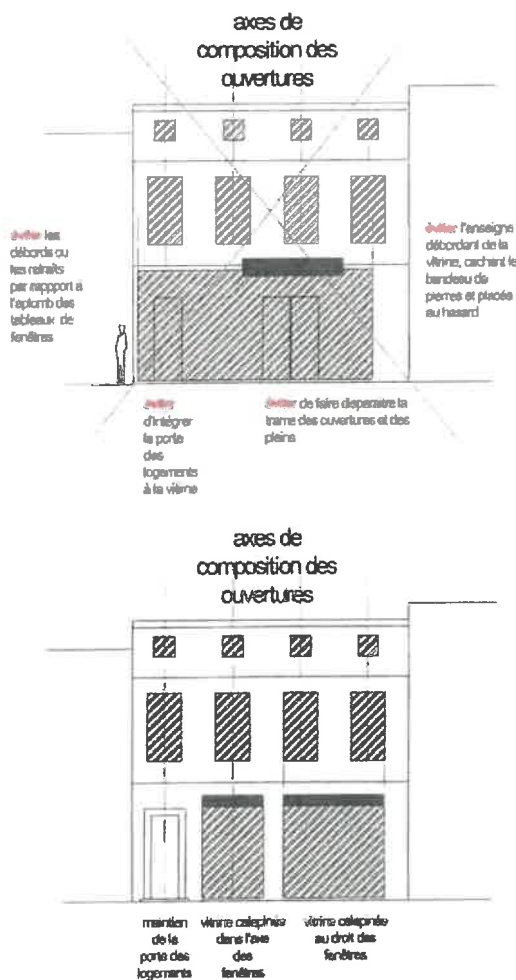 axes de
composition des
ouvertures
éviter les
débords ou
les retraits
par rapport à
l'aplomb des
tableaux de
fenêtres
éviter l'enseigne
débordant de la
vitrine, cachant le
bandeau de
pierres et placée
au hasard
éviter
d'intégrer
la porte
des
logements
à la vitrine
éviter de faire disparaitre la
trame des ouvertures et des
pleins
axes de
composition des
ouvertures
maintien
de la
porte des
logements
vitrine calepinée
dans l'axe
des
fenêtres
vitrine calepinée
au droit des
fenêtres